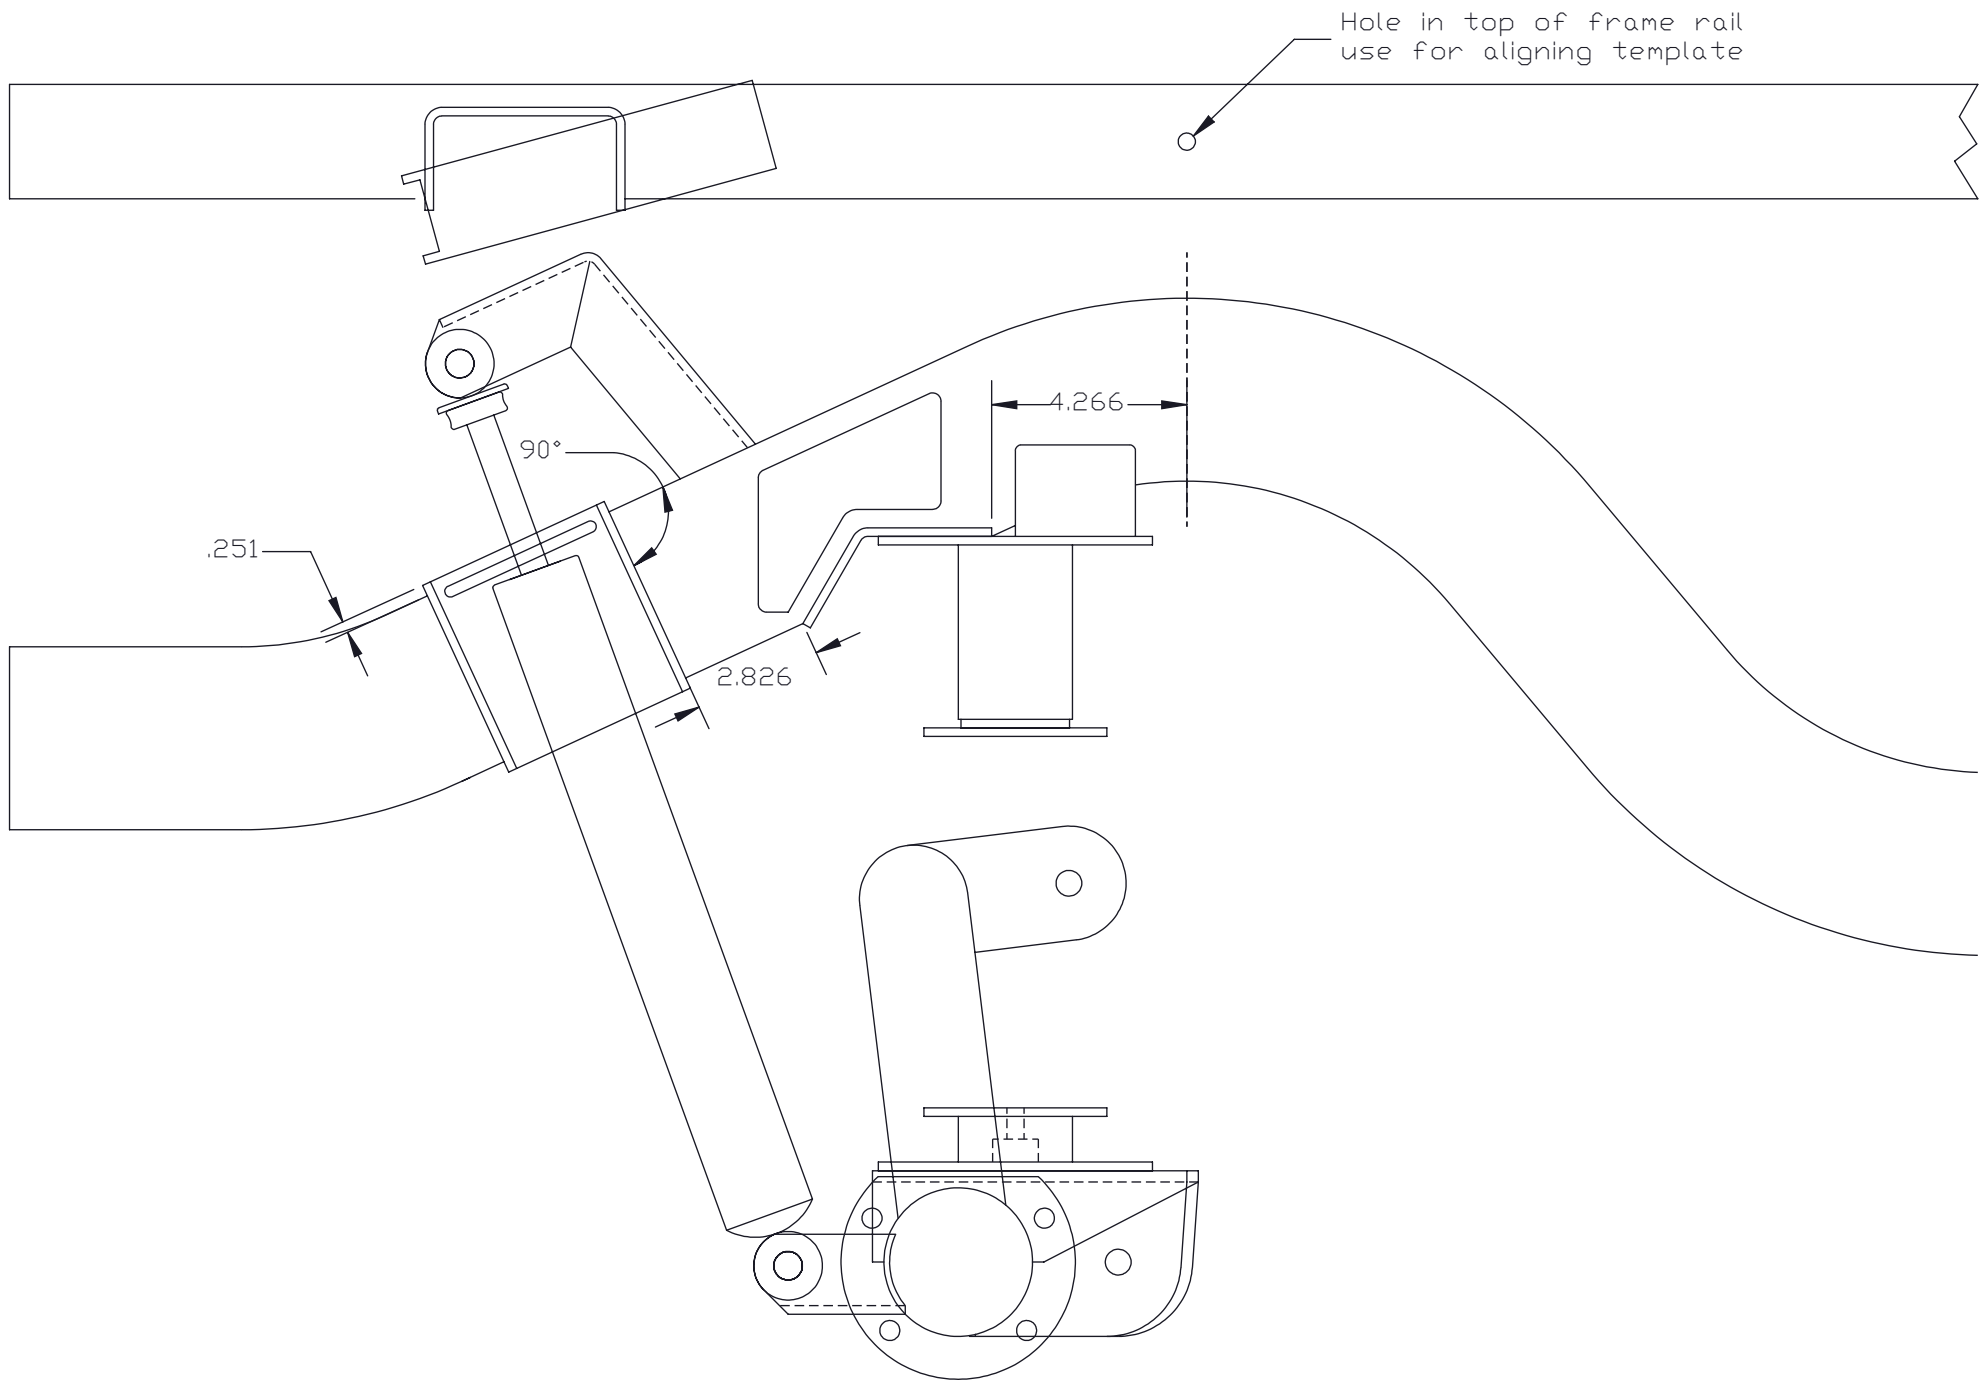 Hole in top of frame rail
use for aligning template
4.266
90°
.251
2.826